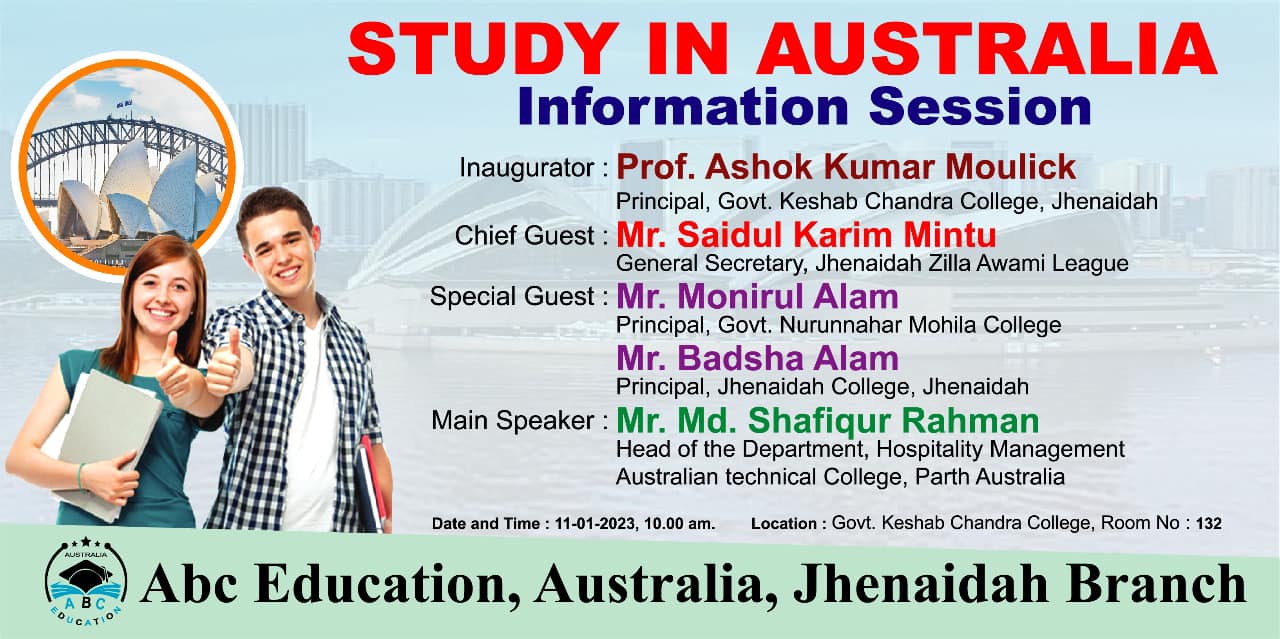 STUDY IN AUSTRALIA
Information Session
Inaugurator : Prof. Ashok Kumar Moulick
Principal, Govt. Keshab Chandra College, Jhenaidah
Chief Guest : Mr. Saidul Karim Mintu
General Secretary, Jhenaidah Zilla Awami League
Special Guest : Mr. Monirul Alam
Principal, Govt. Nurunnahar Mohila College
Mr. Badsha Alam
Principal, Jhenaidah College, Jhenaidah
Main Speaker : Mr. Md. Shafiqur Rahman
Head of the Department, Hospitality Management
Australian technical College, Parth Australia
Date and Time : 11-01-2023, 10.00 am. Location : Govt. Keshab Chandra College, Room No : 132
AUSTRALIA
ABC
EDUCATION
Abc Education, Australia, Jhenaidah Branch